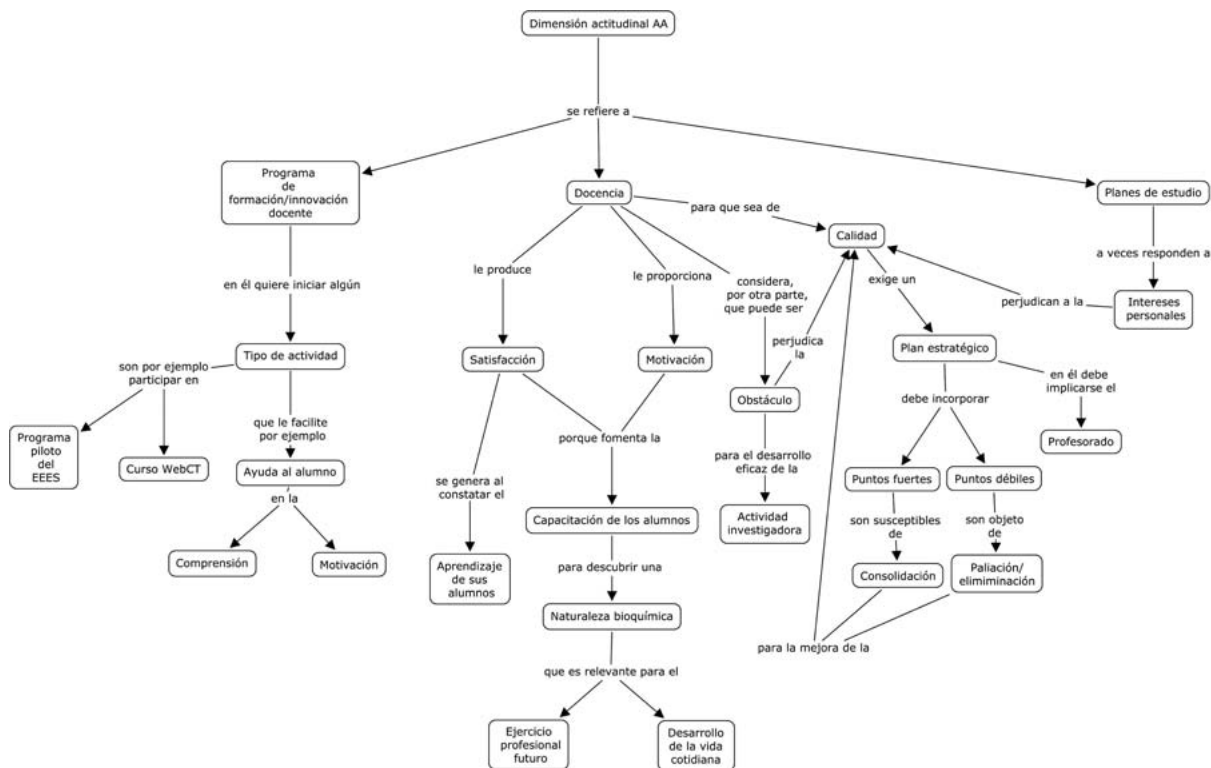 Dimensión actitudinal AA
se refiere a
Programa
de
formación/innovación
docente
Docencia
Planes de estudio
para que sea de
Calidad
a veces responden a
le produce
le proporciona
considera,
por otra parte,
que puede ser
exige un
en él quiere iniciar algún
perjudican a la
Intereses
personales
Tipo de actividad
Satisfacción
Motivación
perjudica
la
Plan estratégico
son por ejemplo
participar en
en él debe
implicarse el
Obstáculo
debe incorporar
que le facilite
por ejemplo
porque fomenta la
Profesorado
Programa
piloto
del
EEES
Curso WebCT
Ayuda al alumno
para el desarrollo
eficaz de la
Puntos fuertes
Puntos débiles
en la
se genera al
constatar el
Capacitación de los alumnos
Actividad
investigadora
son susceptibles
de
son objeto
de
Comprensión
Motivación
Aprendizaje
de sus
alumnos
para descubrir una
Consolidación
Paliación/
elimiminación
Naturaleza bioquímica
para la mejora de la
que es relevante para el
Ejercicio
profesional
futuro
Desarrollo
de la vida
cotidiana